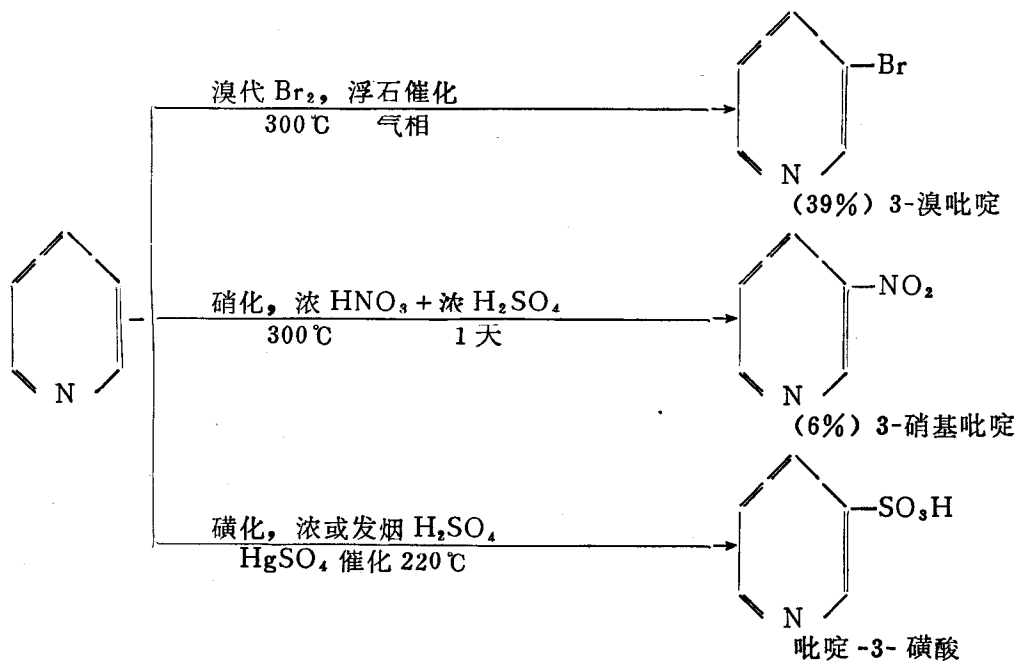 溴代 Br₂, 浮石催化
300℃ 气相
Br
N
(39%) 3-溴吡啶
N
硝化, 浓 HNO₃ + 浓 H₂SO₄
300℃ 1天
NO₂
N
(6%) 3-硝基吡啶
磺化, 浓或发烟 H₂SO₄
HgSO₄ 催化 220℃
SO₃H
N
吡啶-3-磺酸